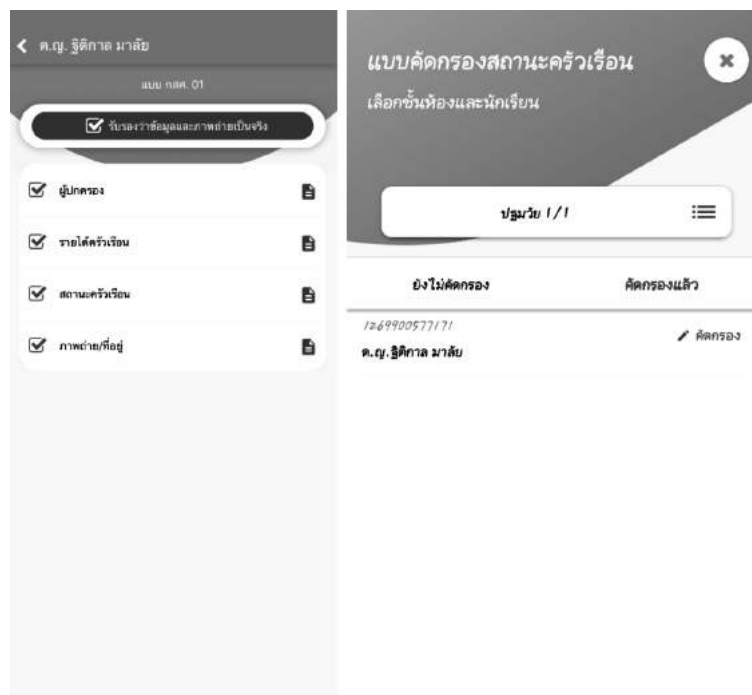 ด.ญ. ฐิติกาล มาลัย
แบบ กสศ. 01
รับรองว่าข้อมูลและภาพถ่ายเป็นจริง
ผู้ปกครอง
รายได้ครัวเรือน
สถานะครัวเรือน
ภาพถ่าย/ที่อยู่
แบบคัดกรองสถานะครัวเรือน
เลือกชั้นห้องและนักเรียน
ปฐมวัย 1/1
ยังไม่คัดกรอง คัดกรองแล้ว
1269900577171
คัดกรอง
ด.ญ.ฐิติกาล มาลัย